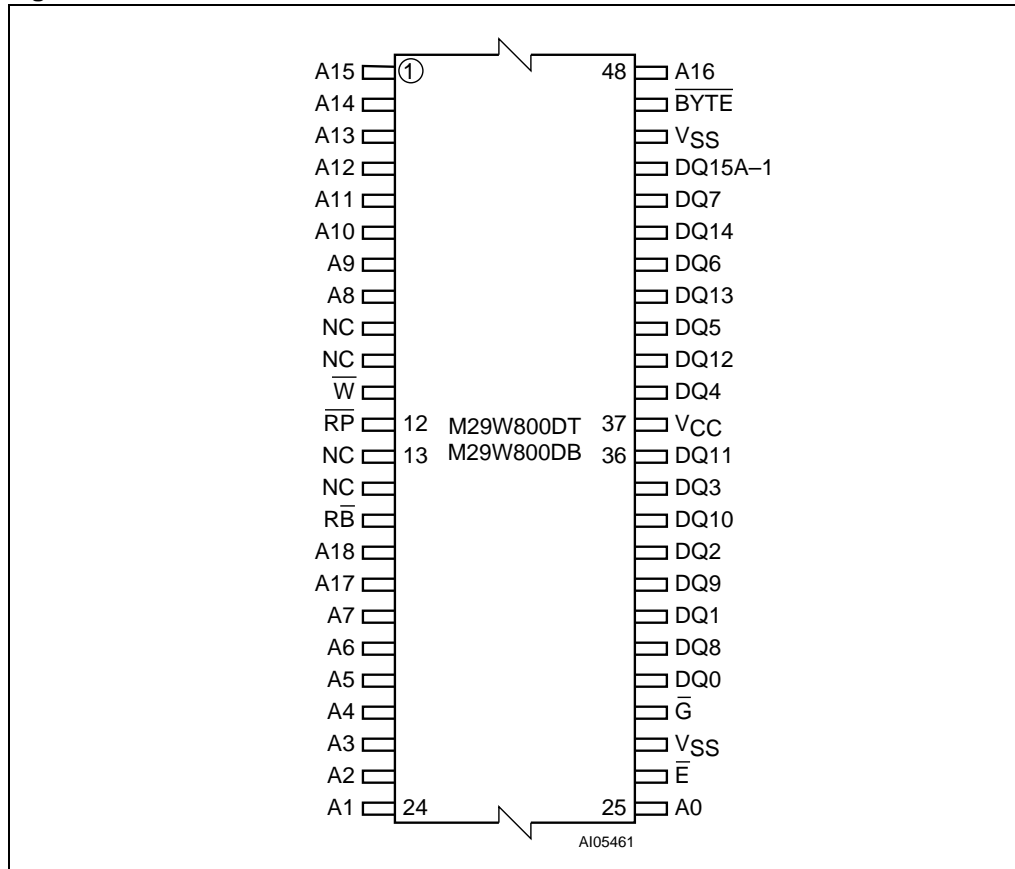 A15 1 48 A16
A14 B̅Y̅T̅E̅
A13 VSS
A12 DQ15A–1
A11 DQ7
A10 DQ14
A9 DQ6
A8 DQ13
NC DQ5
NC DQ12
W̅ DQ4
R̅P̅ 12 M29W800DT 37 VCC
NC 13 M29W800DB 36 DQ11
NC DQ3
RB̅ DQ10
A18 DQ2
A17 DQ9
A7 DQ1
A6 DQ8
A5 DQ0
A4 G̅
A3 VSS
A2 E̅
A1 24 25 A0
AI05461